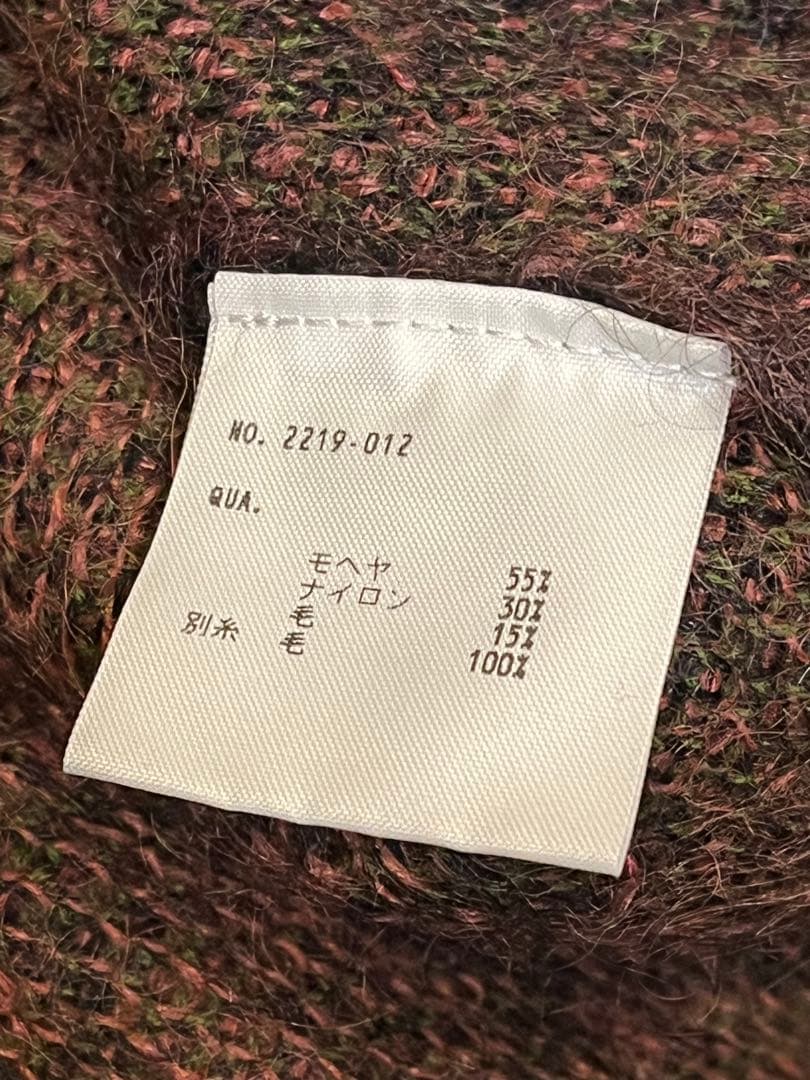 NO. 2219-012
QUA.
モヘヤ 55%
ナイロン 30%
毛 15%
別糸 毛 100%